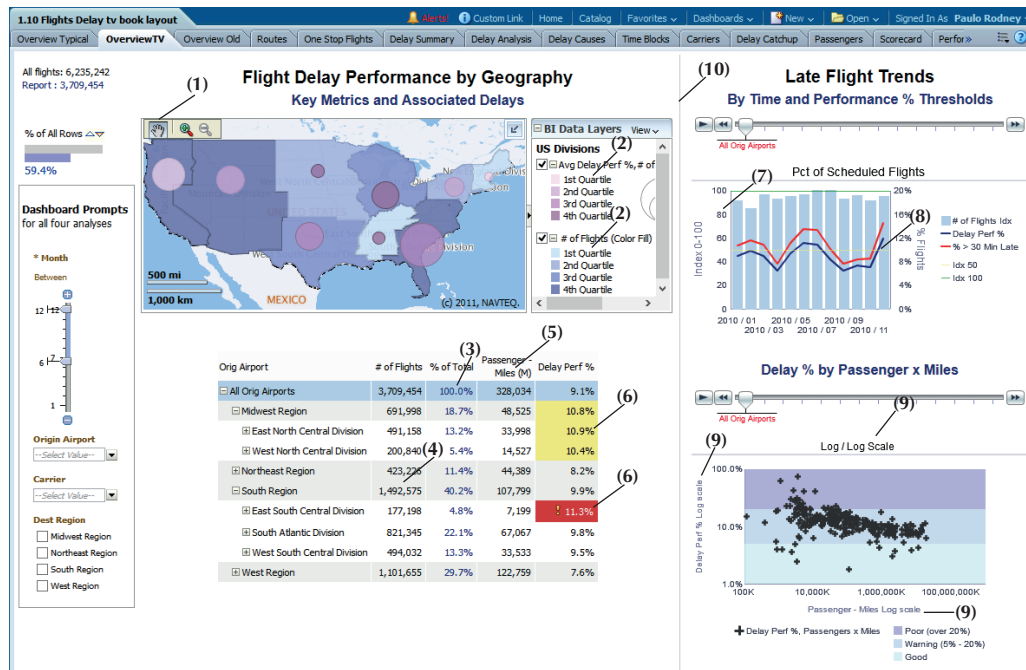 1.10 Flights Delay tv book layout
Alerts! Custom Link Home Catalog Favorites Dashboards New Open Signed In As Paulo Rodney
Overview Typical OverviewTV Overview Old Routes One Stop Flights Delay Summary Delay Analysis Delay Causes Time Blocks Carriers Delay Catchup Passengers Scorecard Perfor»
All flights: 6,235,242
Report : 3,709,454
% of All Rows
59.4%
Dashboard Prompts
for all four analyses
* Month
Between
12 12
6 7
1
Origin Airport
--Select Value--
Carrier
--Select Value--
Dest Region
Midwest Region
Northeast Region
South Region
West Region
Flight Delay Performance by Geography
Key Metrics and Associated Delays
(1)
500 mi
1,000 km
MEXICO
(c) 2011, NAVTEQ.
BI Data Layers View
US Divisions
(2)
Avg Delay Perf %, # of
1st Quartile
2nd Quartile
3rd Quartile
4th Quartile
(2)
# of Flights (Color Fill)
1st Quartile
2nd Quartile
3rd Quartile
4th Quartile
(3)
(5)
Orig Airport # of Flights % of Total Passenger - Miles (M) Delay Perf %
All Orig Airports 3,709,454 100.0% 328,034 9.1%
Midwest Region 691,998 18.7% 48,525 10.8%
(6)
East North Central Division 491,158 13.2% 33,998 10.9%
West North Central Division 200,840 5.4% 14,527 10.4%
(4)
Northeast Region 423,226 11.4% 44,389 8.2%
South Region 1,492,575 40.2% 107,799 9.9%
(6)
East South Central Division 177,198 4.8% 7,199 ! 11.3%
South Atlantic Division 821,345 22.1% 67,067 9.8%
West South Central Division 494,032 13.3% 33,533 9.5%
West Region 1,101,655 29.7% 122,759 7.6%
(10)
Late Flight Trends
By Time and Performance % Thresholds
All Orig Airports
Pct of Scheduled Flights
(7)
(8)
100
80
60
40
20
0
Index 0-100
20%
16%
12%
8%
4%
0%
% Flights
2010 / 01 2010 / 05 2010 / 09
2010 / 03 2010 / 07 2010 / 11
# of Flights Idx
Delay Perf %
% > 30 Min Late
Idx 50
Idx 100
Delay % by Passenger x Miles
All Orig Airports
(9)
Log / Log Scale
(9)
100.0%
10.0%
1.0%
Delay Perf % Log scale
100K 10,000K 1,000,000K 100,000,000K
Passenger - Miles Log scale
(9)
Delay Perf %, Passengers x Miles
Poor (over 20%)
Warning (5% - 20%)
Good